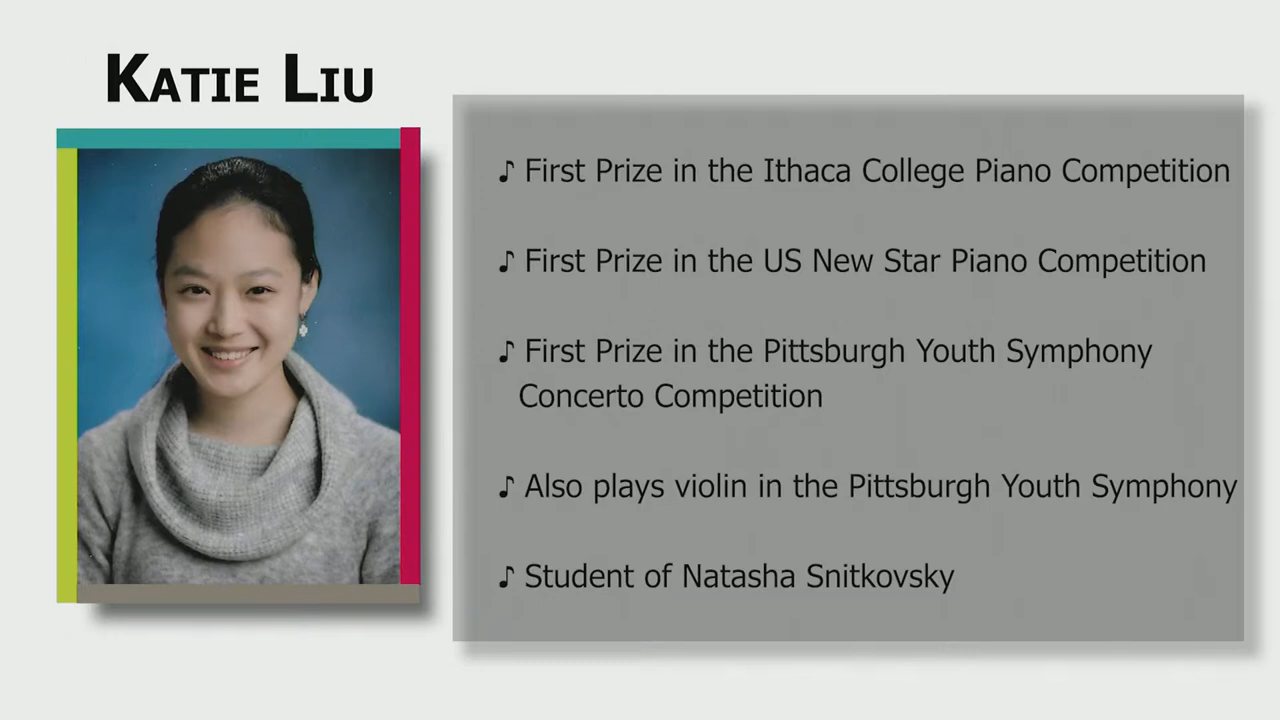 KATIE LIU
♪ First Prize in the Ithaca College Piano Competition
♪ First Prize in the US New Star Piano Competition
♪ First Prize in the Pittsburgh Youth Symphony
Concerto Competition
♪ Also plays violin in the Pittsburgh Youth Symphony
♪ Student of Natasha Snitkovsky